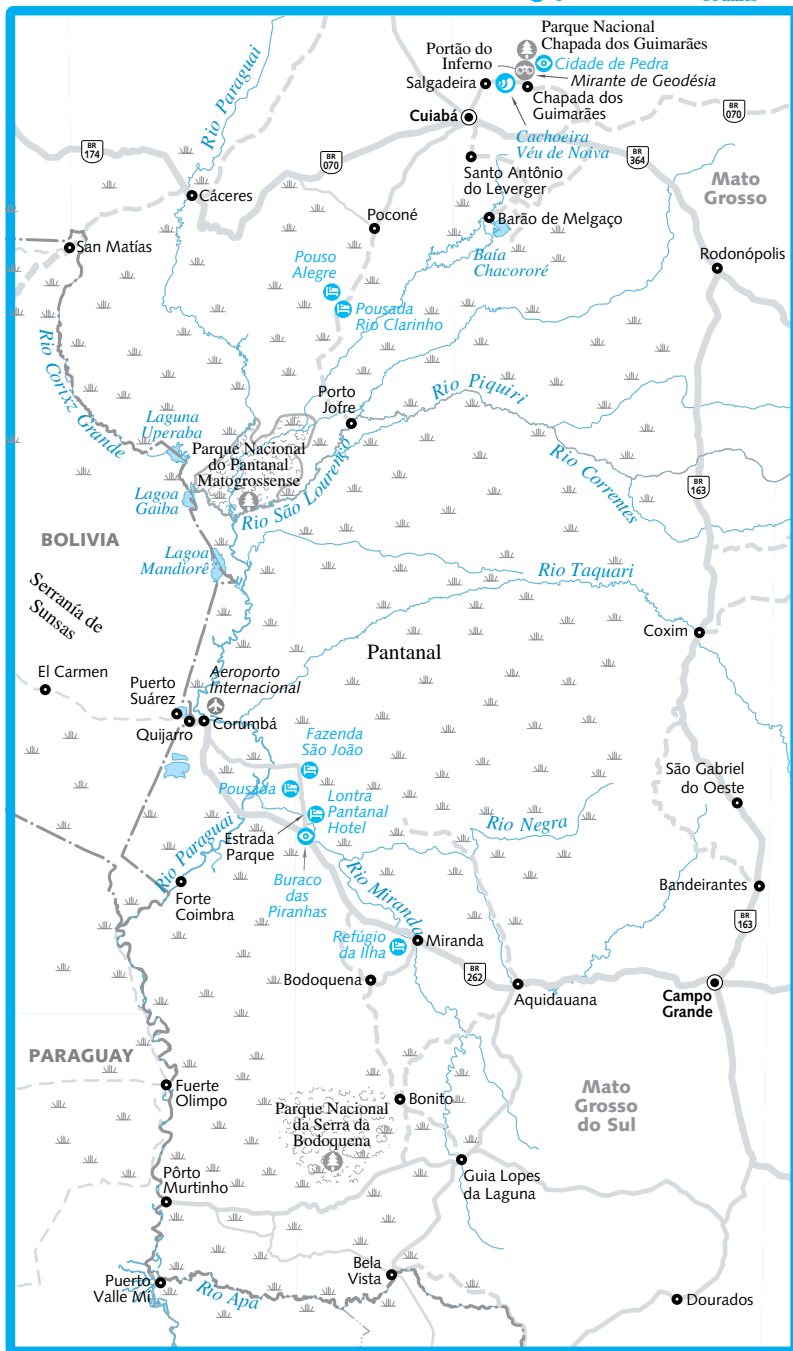 Parque Nacional
Chapada dos Guimarães
Portão do
Inferno
Cidade de Pedra
Mirante de Geodésia
Salgadeira
Chapada dos
Guimarães
Rio Paraguai
Cuiabá
BR
070
Cachoeira
Véu de Noiva
BR
174
BR
070
BR
364
Santo Antônio
do Leverger
Mato
Grosso
Cáceres
Poconé
Barão de Melgaço
San Matías
Pouso
Alegre
Baía
Chacororé
Rodonópolis
Pousada
Rio Clarinho
Rio Corixz Grande
Porto
Jofre
Rio Piquiri
Laguna
Uperaba
Parque Nacional
do Pantanal
Matogrossense
Rio Correntes
Lagoa
Gaiba
Rio São Lourenço
BR
163
BOLIVIA
Lagoa
Mandiorê
Rio Taquari
Serranía de
Sunsas
Coxim
Pantanal
El Carmen
Aeroporto
Internacional
Puerto
Suárez
Quijarro
Corumbá
Fazenda
São João
São Gabriel
do Oeste
Pousada
Lontra
Pantanal
Hotel
Rio Negra
Estrada
Parque
Rio Paraguai
Buraco
das
Piranhas
Rio Miranda
Forte
Coimbra
Bandeirantes
BR
163
Refúgio
da Ilha
Miranda
BR
262
Bodoquena
Aquidauana
Campo
Grande
PARAGUAY
Fuerte
Olimpo
Parque Nacional
da Serra da
Bodoquena
Bonito
Mato
Grosso
do Sul
Guia Lopes
da Laguna
Pôrto
Murtinho
Bela
Vista
Puerto
Valle Mí
Rio Apa
Dourados